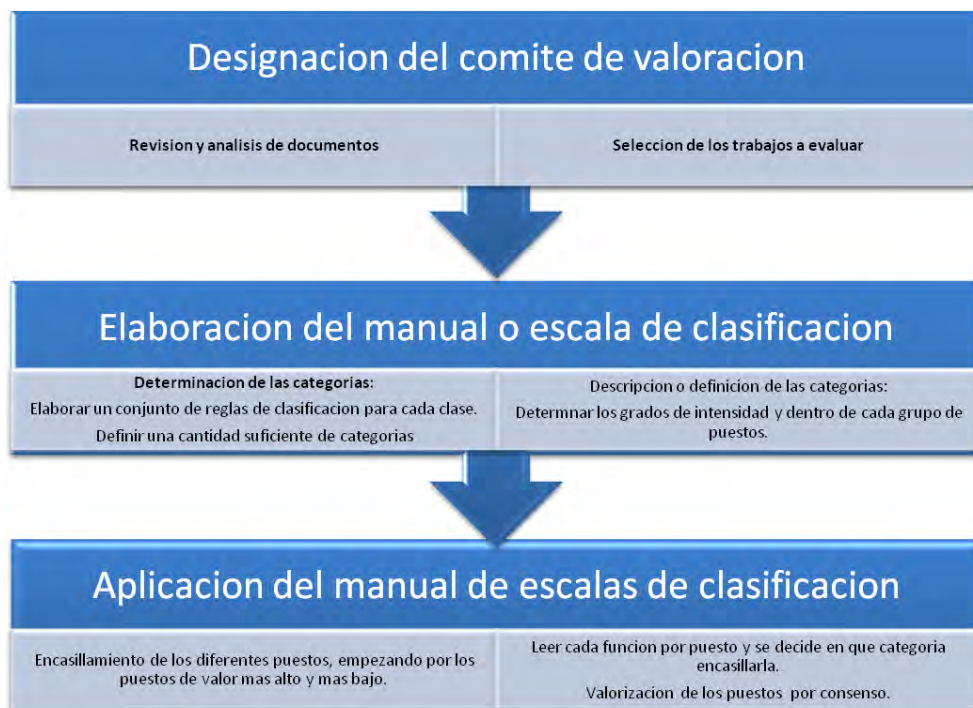 Designacion del comite de valoracion
Revision y analisis de documentos
Seleccion de los trabajos a evaluar
Elaboracion del manual o escala de clasificacion
Determinacion de las categorias:
Elaborar un conjunto de reglas de clasificacion para cada clase.
Definir una cantidad suficiente de categorias
Descripcion o definicion de las categorias:
Determnar los grados de intensidad y dentro de cada grupo de
puestos.
Aplicacion del manual de escalas de clasificacion
Encasillamiento de los diferentes puestos, empezando por los
puestos de valor mas alto y mas bajo.
Leer cada funcion por puesto y se decide en que categoria
encasillarla.
Valorizacion de los puestos por consenso.